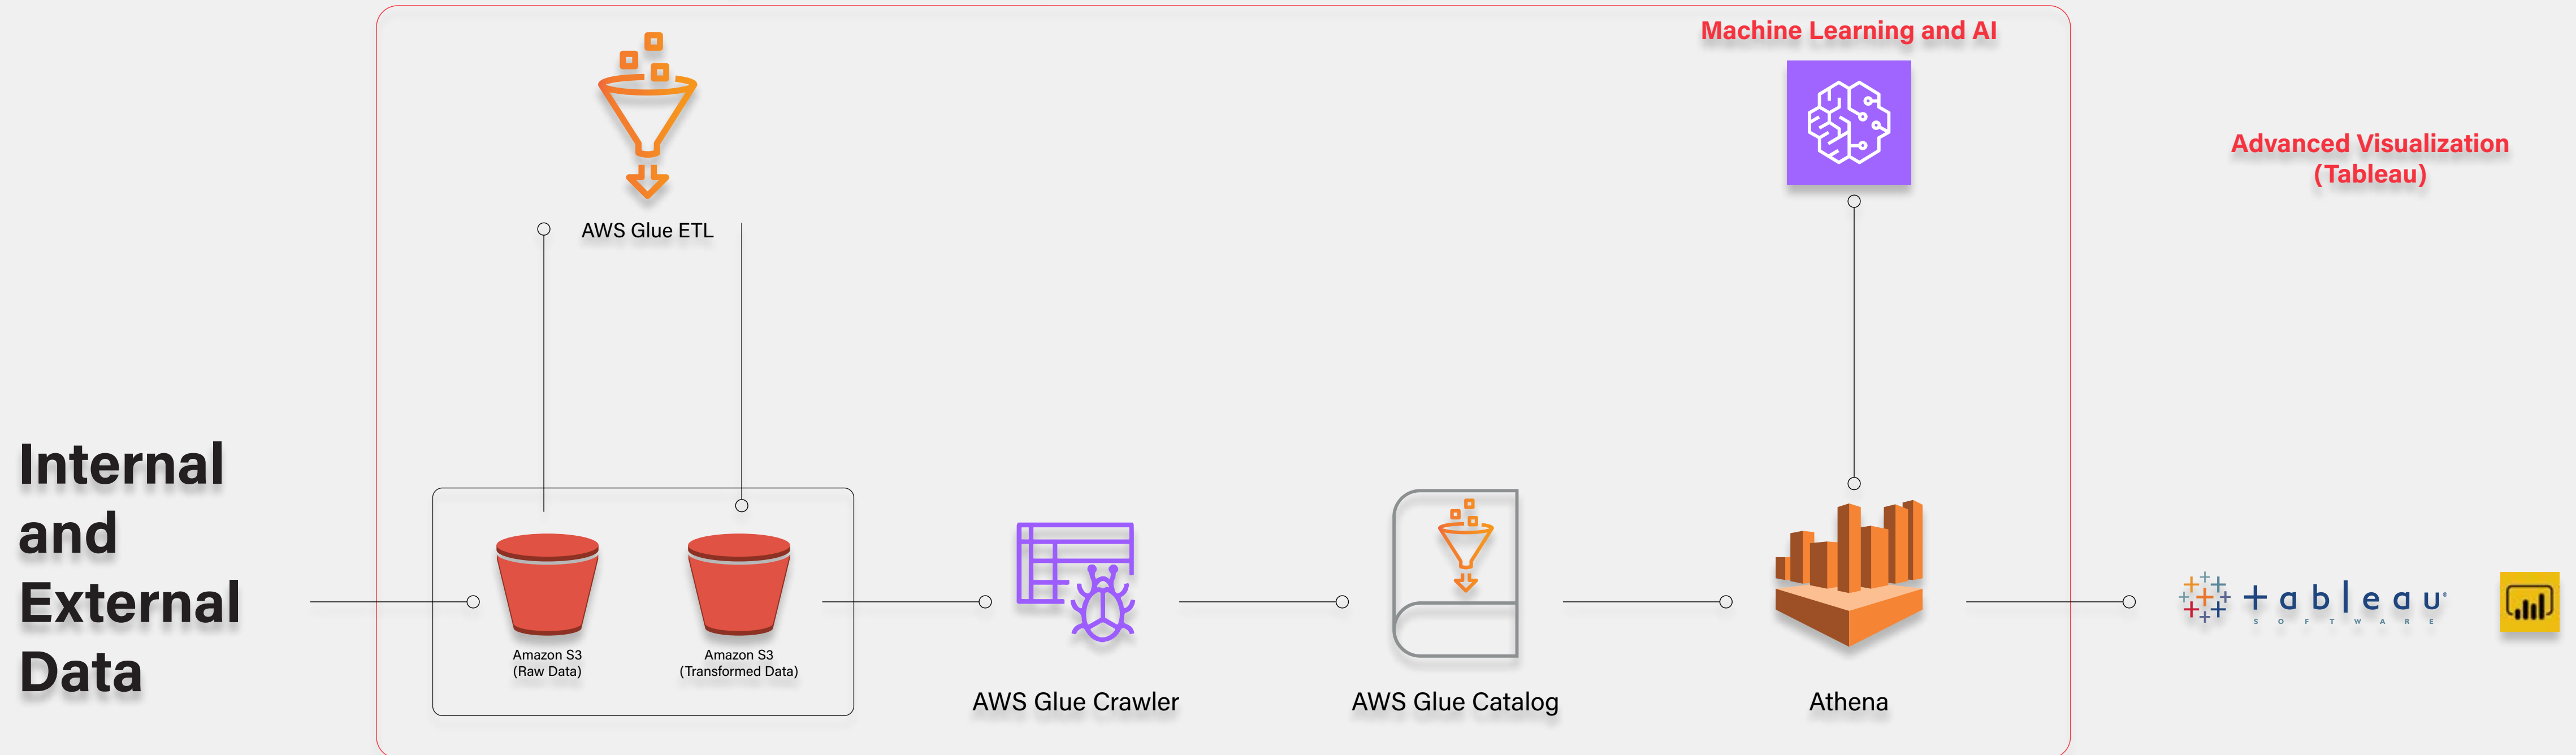 Machine Learning and AI
Advanced Visualization
(Tableau)
AWS Glue ETL
Internal
and
External
Data
Amazon S3
(Raw Data)
Amazon S3
(Transformed Data)
AWS Glue Crawler
AWS Glue Catalog
Athena
+ableau®
SOFTWARE